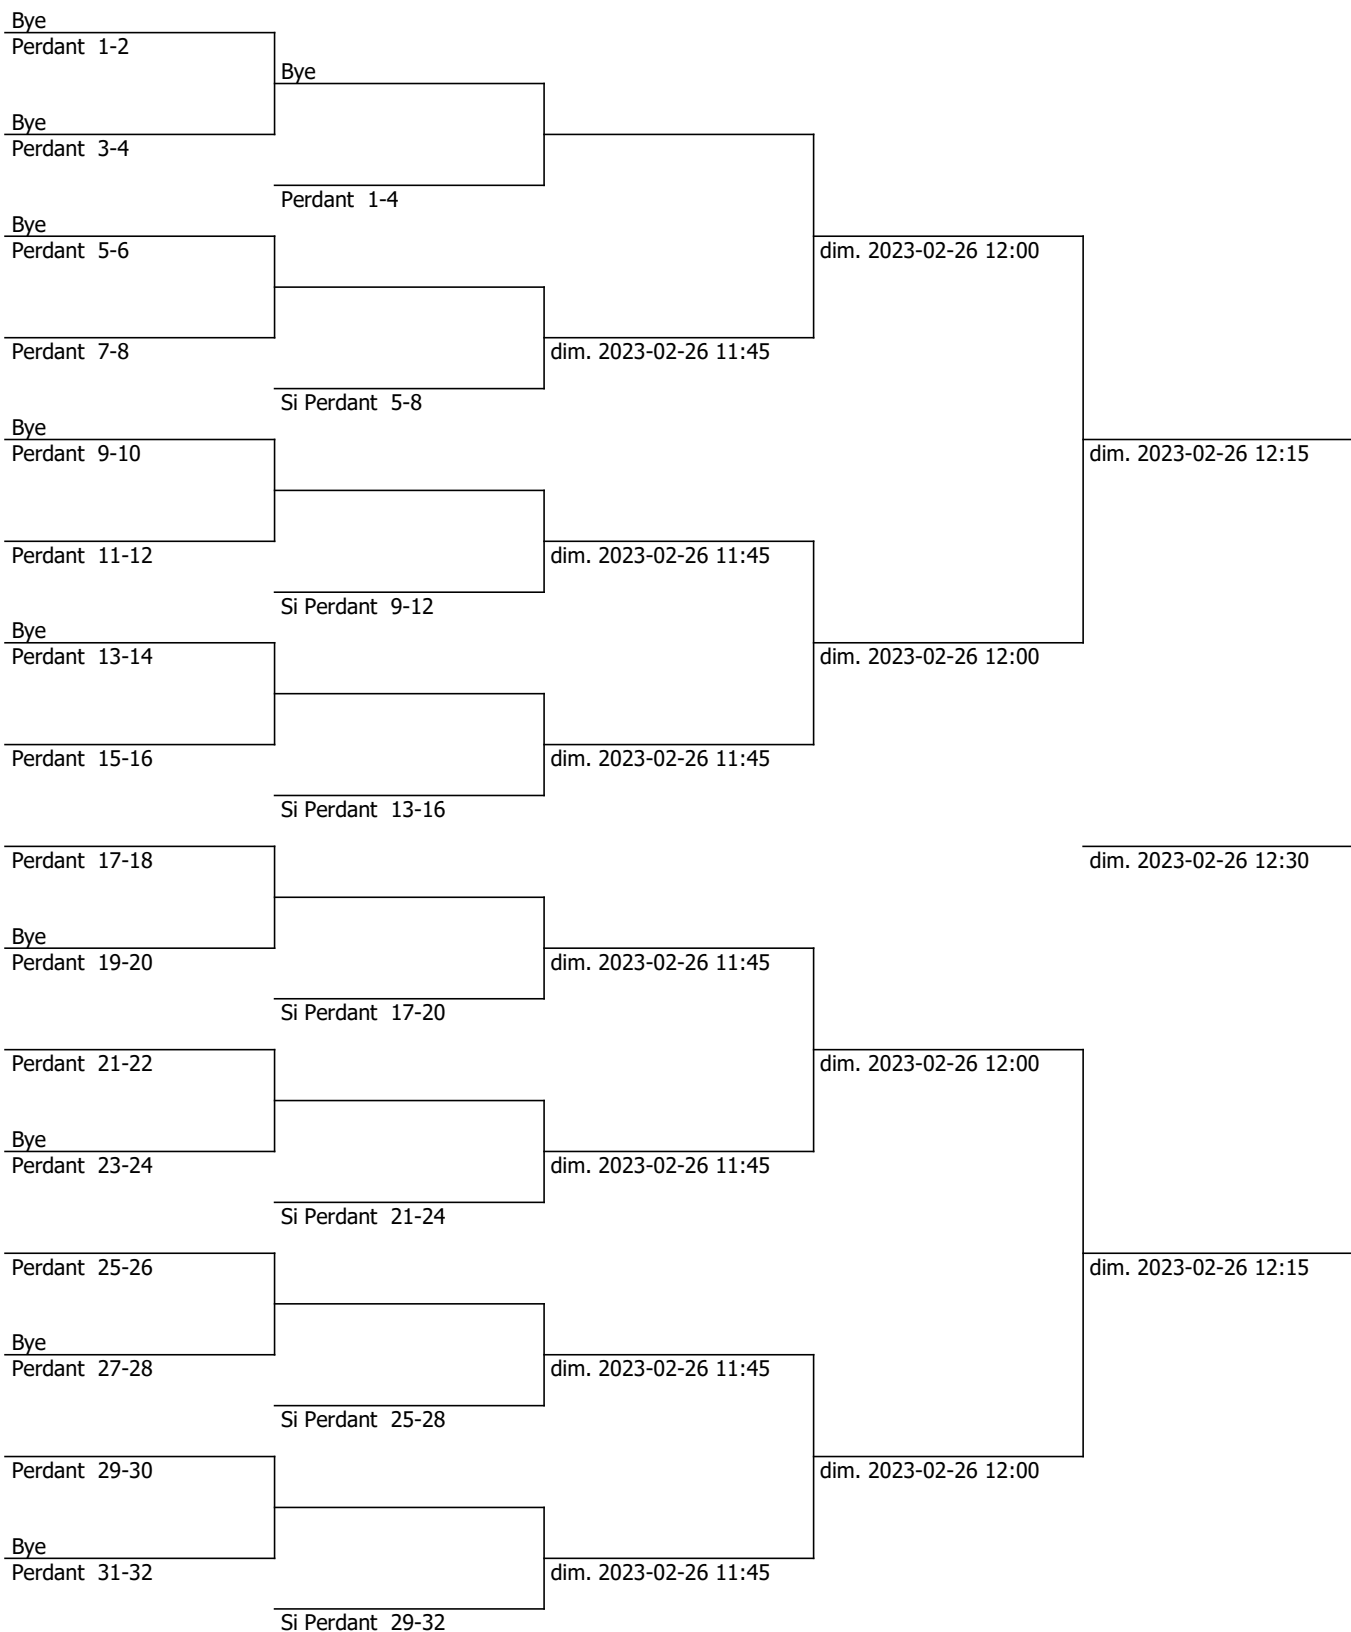 Bye
Perdant 1-2
Bye
Bye
Perdant 3-4
Perdant 1-4
Bye
Perdant 5-6
dim. 2023-02-26 12:00
Perdant 7-8
dim. 2023-02-26 11:45
Si Perdant 5-8
Bye
Perdant 9-10
dim. 2023-02-26 12:15
Perdant 11-12
dim. 2023-02-26 11:45
Si Perdant 9-12
Bye
Perdant 13-14
dim. 2023-02-26 12:00
Perdant 15-16
dim. 2023-02-26 11:45
Si Perdant 13-16
Perdant 17-18
dim. 2023-02-26 12:30
Bye
Perdant 19-20
dim. 2023-02-26 11:45
Si Perdant 17-20
Perdant 21-22
dim. 2023-02-26 12:00
Bye
Perdant 23-24
dim. 2023-02-26 11:45
Si Perdant 21-24
Perdant 25-26
dim. 2023-02-26 12:15
Bye
Perdant 27-28
dim. 2023-02-26 11:45
Si Perdant 25-28
Perdant 29-30
dim. 2023-02-26 12:00
Bye
Perdant 31-32
dim. 2023-02-26 11:45
Si Perdant 29-32